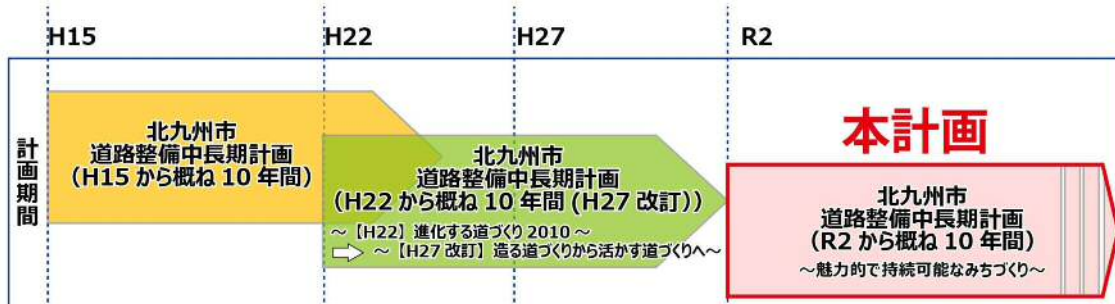 H15
H22
H27
R2
計画期間
北九州市
道路整備中長期計画
(H15 から概ね 10 年間)
北九州市
道路整備中長期計画
(H22 から概ね 10 年間 (H27 改訂))
～【H22】進化する道づくり 2010～
～【H27 改訂】造る道づくりから活かす道づくりへ～
本計画
北九州市
道路整備中長期計画
(R2 から概ね 10 年間)
～魅力的で持続可能なみちづくり～